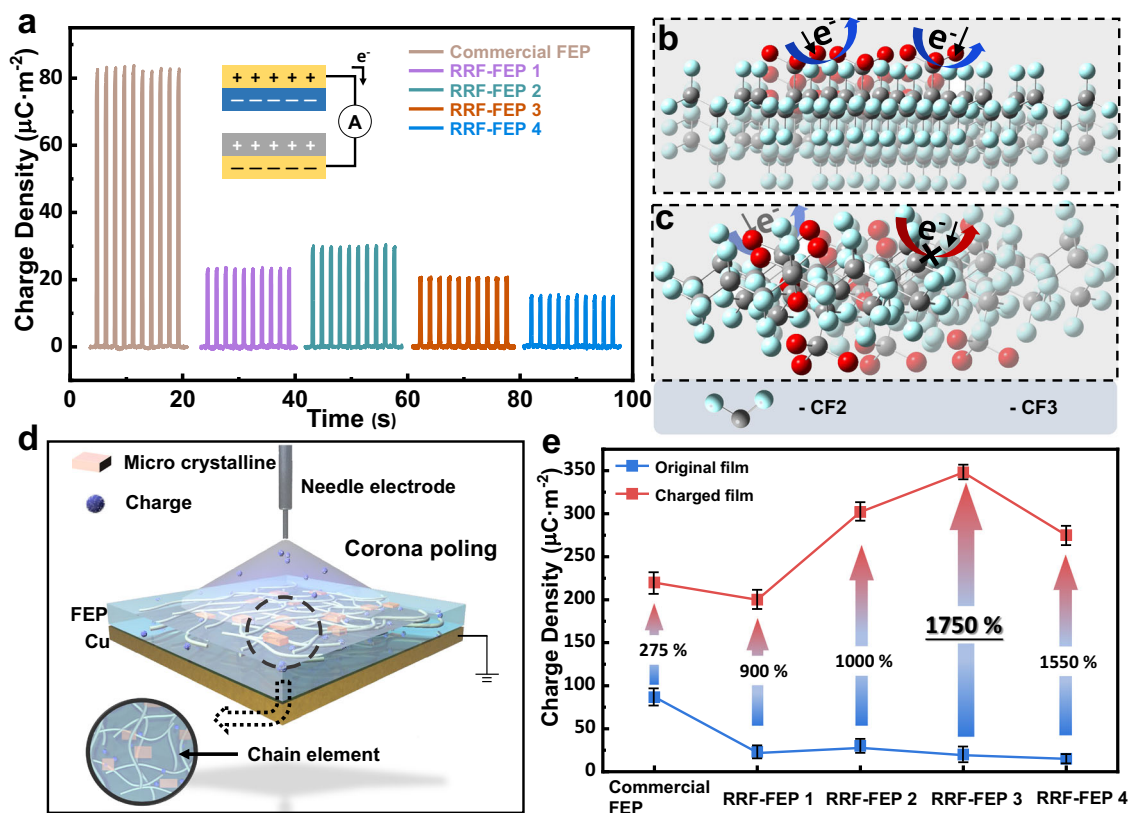 a
Charge Density (μC·m⁻²)
80
60
40
20
0
0
20
40
60
80
100
Time (s)
Commercial FEP
RRF-FEP 1
RRF-FEP 2
RRF-FEP 3
RRF-FEP 4
e⁻
+ + + + +
— — — — —
A
+ + + + +
— — — — —
b
e⁻
e⁻
c
e⁻
e⁻
- CF2
- CF3
d
Micro crystalline
Charge
Needle electrode
Corona poling
FEP
Cu
Chain element
e
Charge Density (μC·m⁻²)
350
300
250
200
150
100
50
0
Original film
Charged film
275 %
900 %
1000 %
1750 %
1550 %
Commercial
FEP
RRF-FEP 1
RRF-FEP 2
RRF-FEP 3
RRF-FEP 4